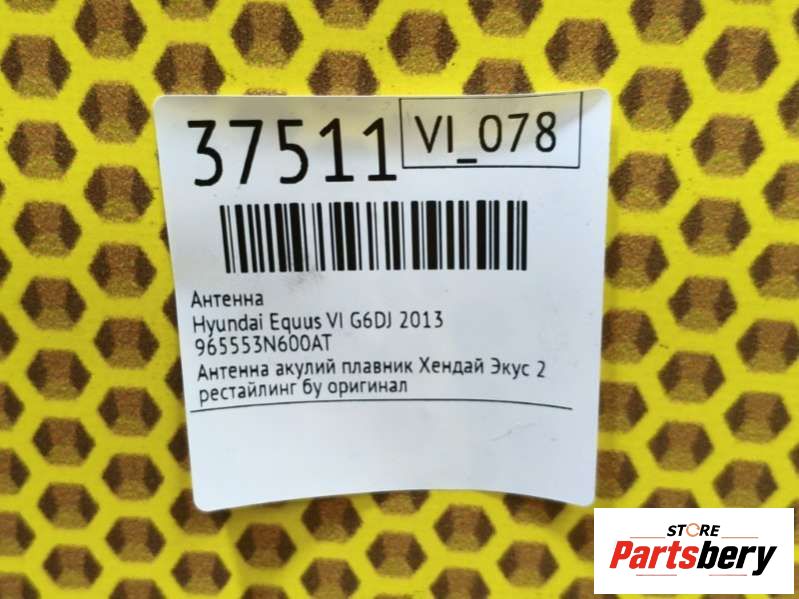 37511
VI_078
Антенна
Hyundai Equus VI G6DJ 2013
965553N600AT
Антенна акулий плавник Хендай Экус 2
рестайлинг бу оригинал
STORE
Partsbery